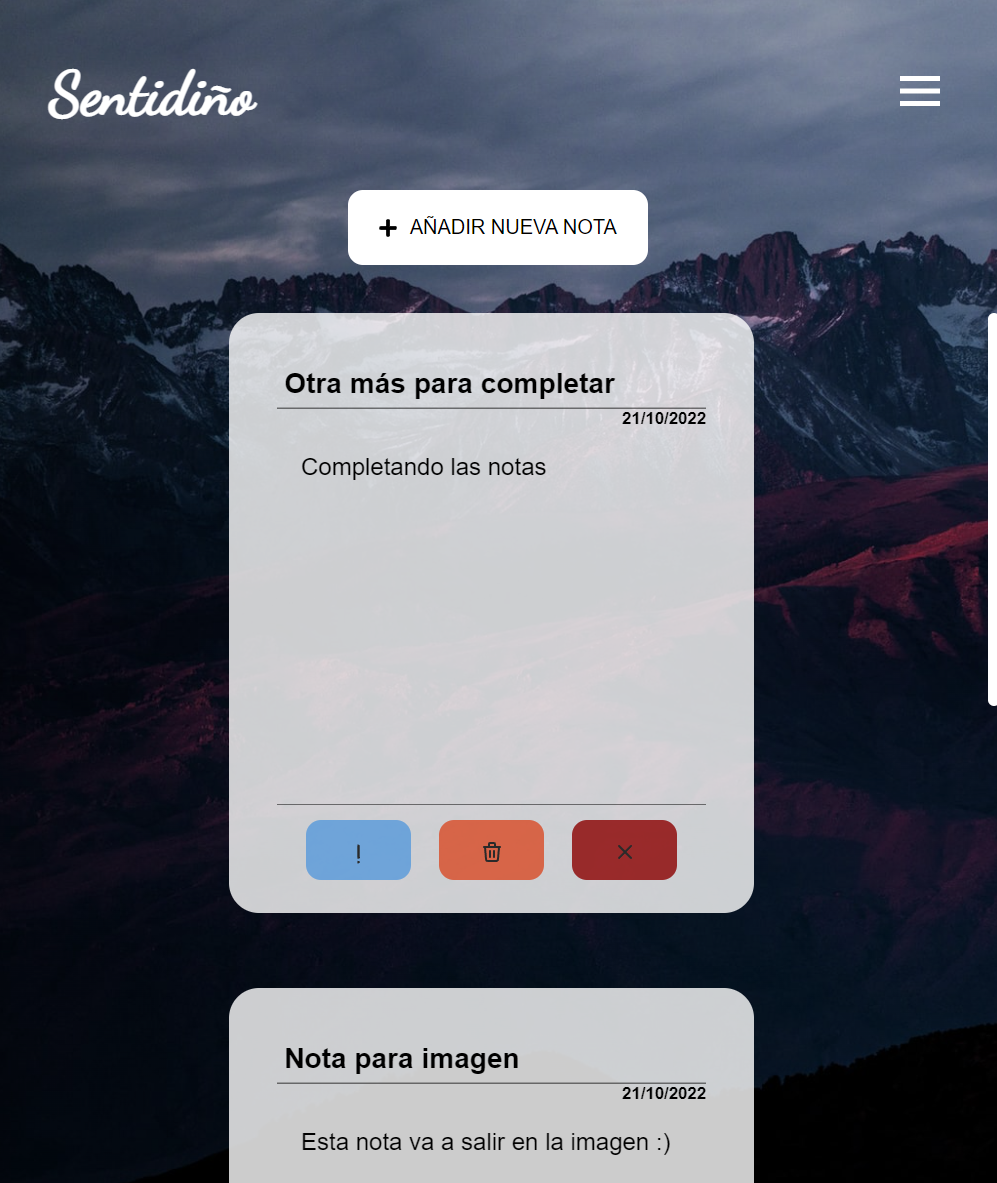 Sentidiño
AÑADIR NUEVA NOTA
Otra más para completar
21/10/2022
Completando las notas
Nota para imagen
21/10/2022
Esta nota va a salir en la imagen :)